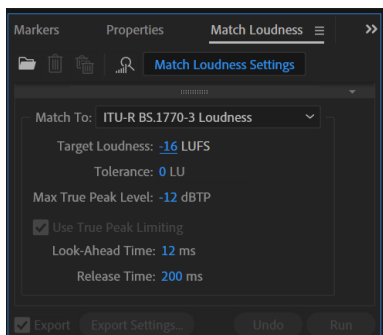 Markers Properties Match Loudness
Match Loudness Settings
Match To: ITU-R BS.1770-3 Loudness
Target Loudness: -16 LUFS
Tolerance: 0 LU
Max True Peak Level: -12 dBTP
Use True Peak Limiting
Look-Ahead Time: 12 ms
Release Time: 200 ms
Export Export Settings... Undo Run